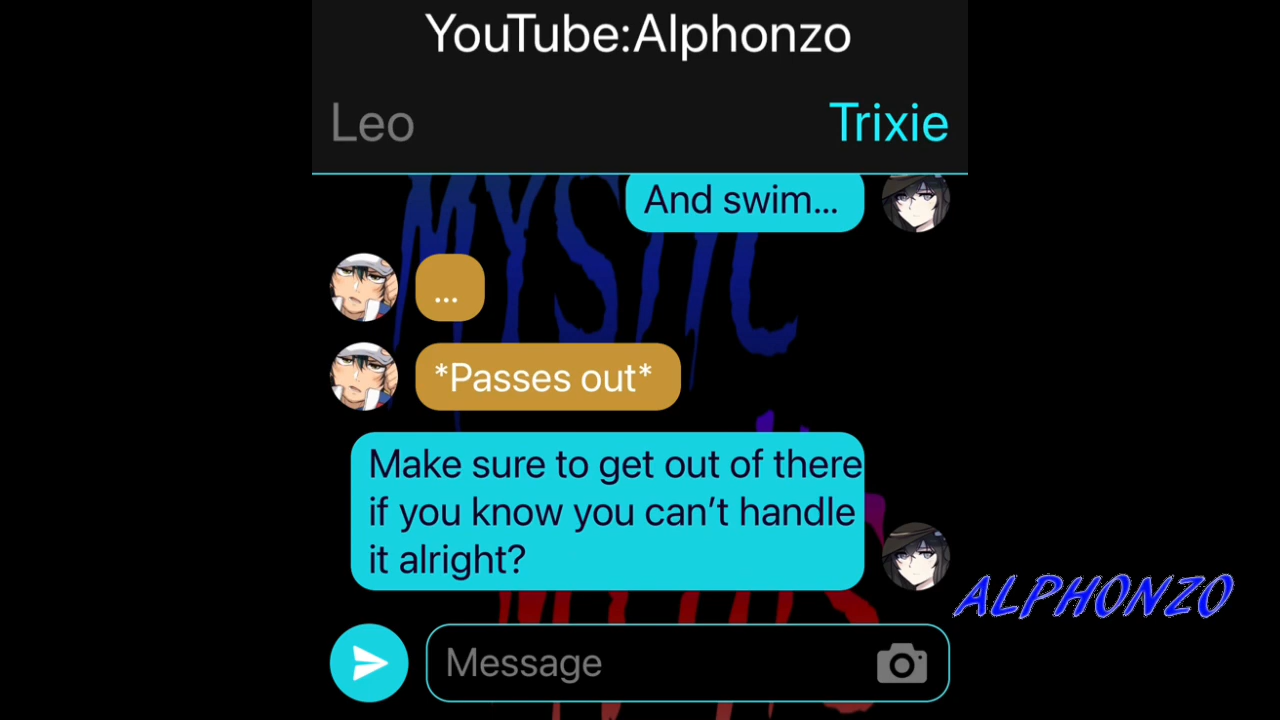 YouTube:Alphonzo
Leo
Trixie
MYSTIC
And swim...
...
*Passes out*
Make sure to get out of there
if you know you can’t handle
it alright?
ALPHONZO
Message